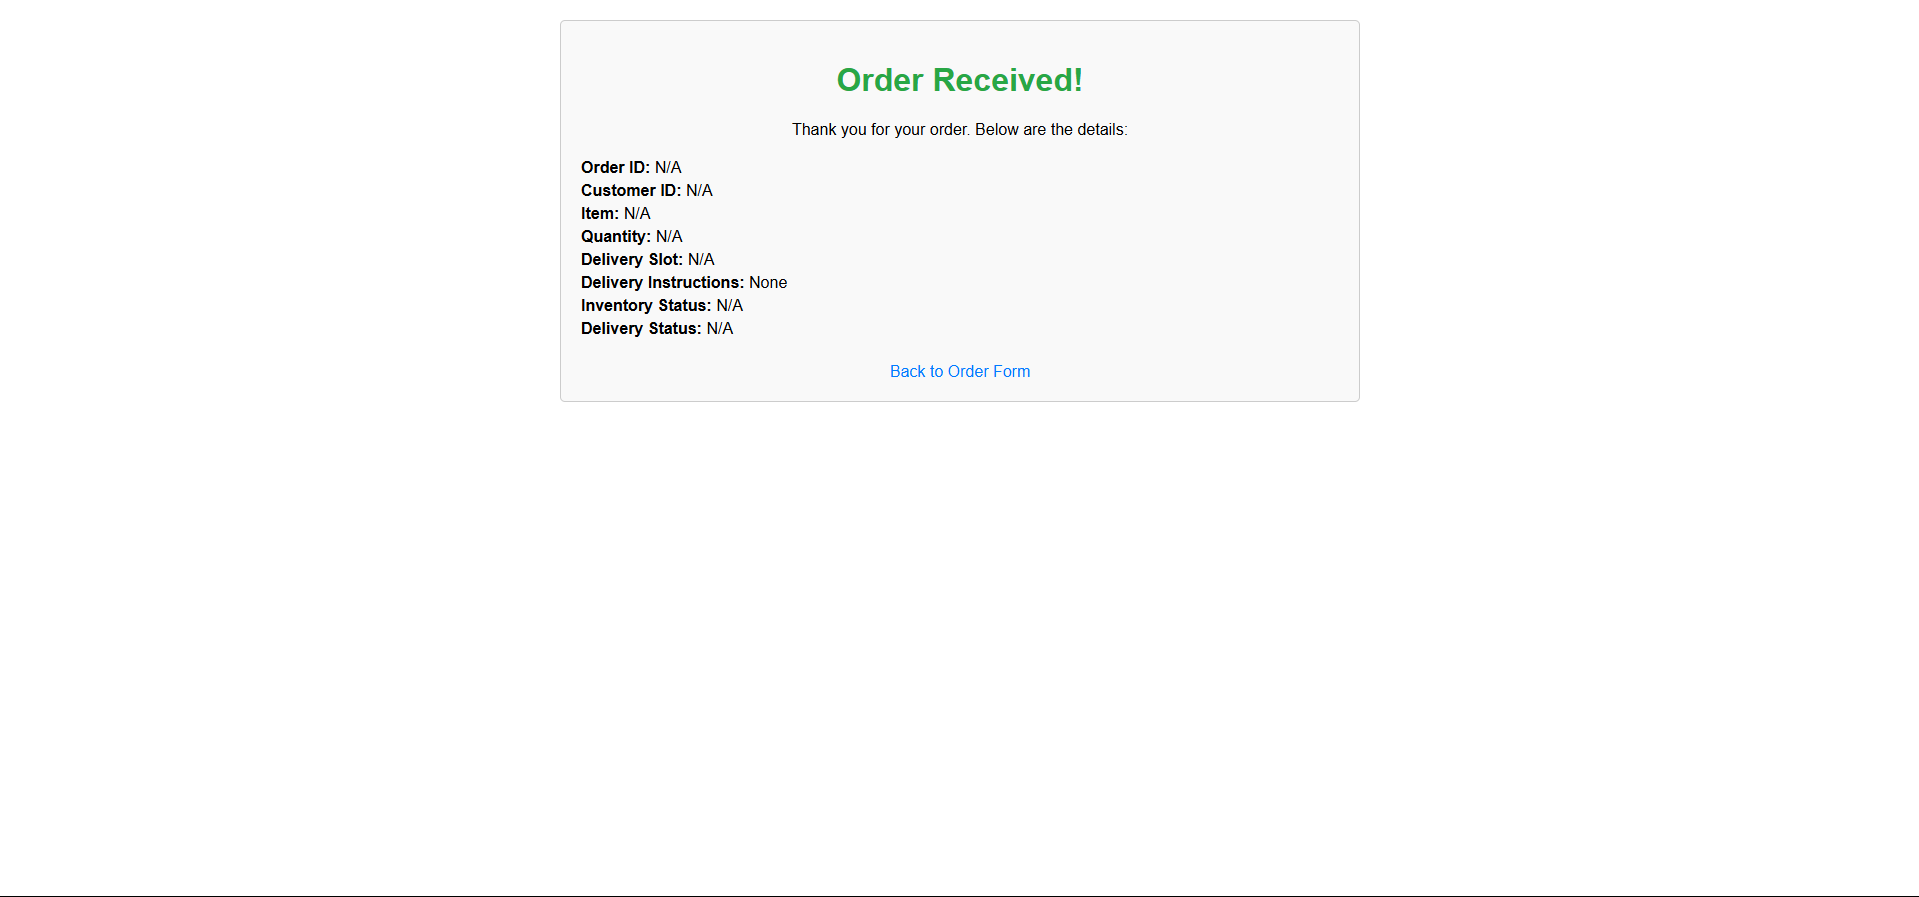 Order Received!
Thank you for your order. Below are the details:
Order ID: N/A
Customer ID: N/A
Item: N/A
Quantity: N/A
Delivery Slot: N/A
Delivery Instructions: None
Inventory Status: N/A
Delivery Status: N/A
Back to Order Form